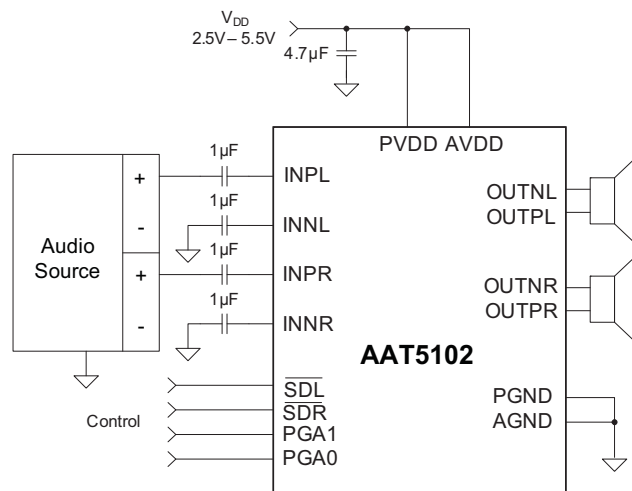 VDD
2.5V – 5.5V
4.7µF
PVDD AVDD
1µF
+
INPL
1µF
-
INNL
Audio
Source
1µF
+
INPR
1µF
-
INNR
OUTNL
OUTPL
OUTNR
OUTPR
AAT5102
SDL
SDR
Control
PGA1
PGA0
PGND
AGND